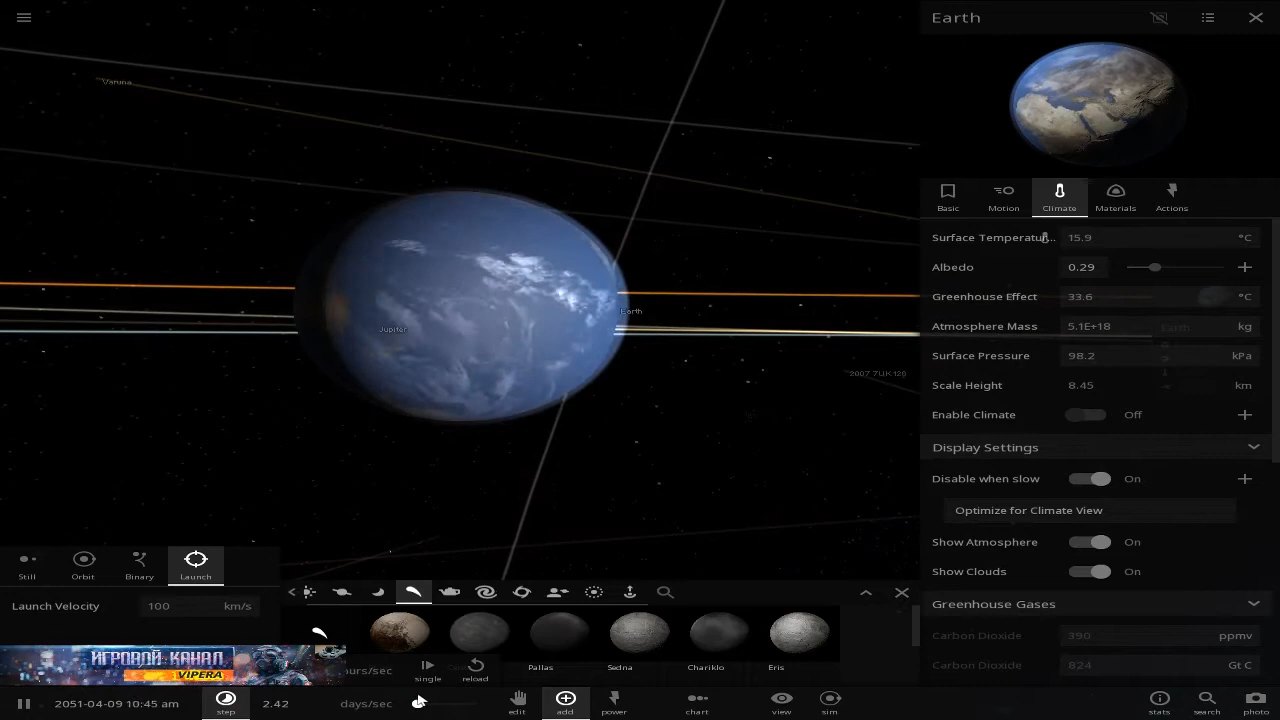 Earth
Varuna
Basic
Motion
Climate
Materials
Actions
Surface Temperatu...
15.9
°C
Albedo
0.29
Greenhouse Effect
33.6
°C
Atmosphere Mass
5.1E+18
kg
Surface Pressure
98.2
kPa
Scale Height
8.45
km
Enable Climate
Off
Display Settings
Disable when slow
On
Optimize for Climate View
Show Atmosphere
On
Show Clouds
On
Greenhouse Gases
Carbon Dioxide
390
ppmv
Carbon Dioxide
824
Gt C
Earth
Jupiter
Earth
Still
Orbit
Binary
Launch
Launch Velocity
100
km/s
Pallas
Sedna
Chariklo
Eris
ИГРОВОЙ КАНАЛ
VIPERA
ours/sec
single
reload
2051-04-09 10:45 am
step
2.42
days/sec
edit
add
power
chart
view
sim
stats
search
photo